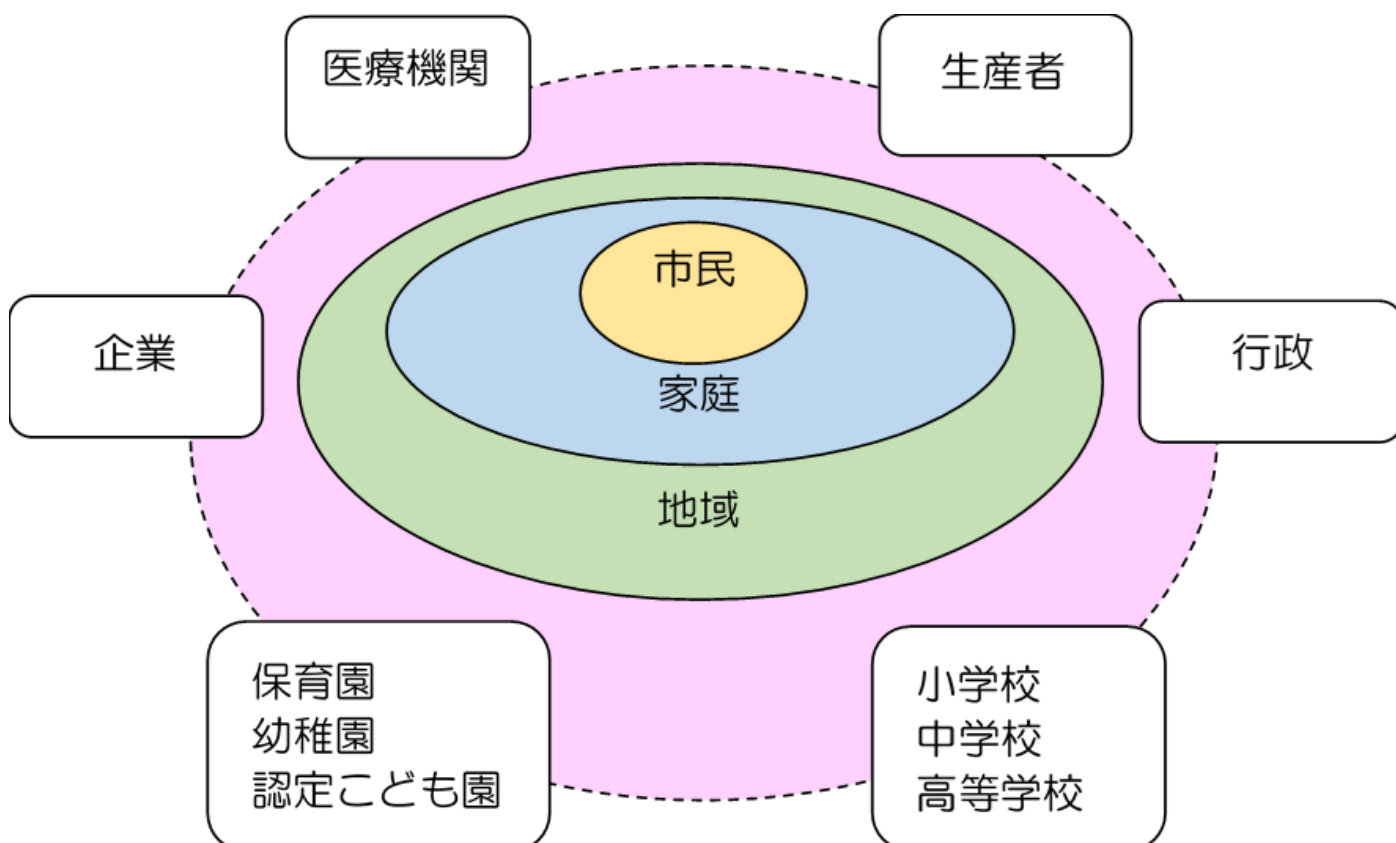 医療機関
生産者
市民
企業
行政
家庭
地域
保育園
幼稚園
認定こども園
小学校
中学校
高等学校